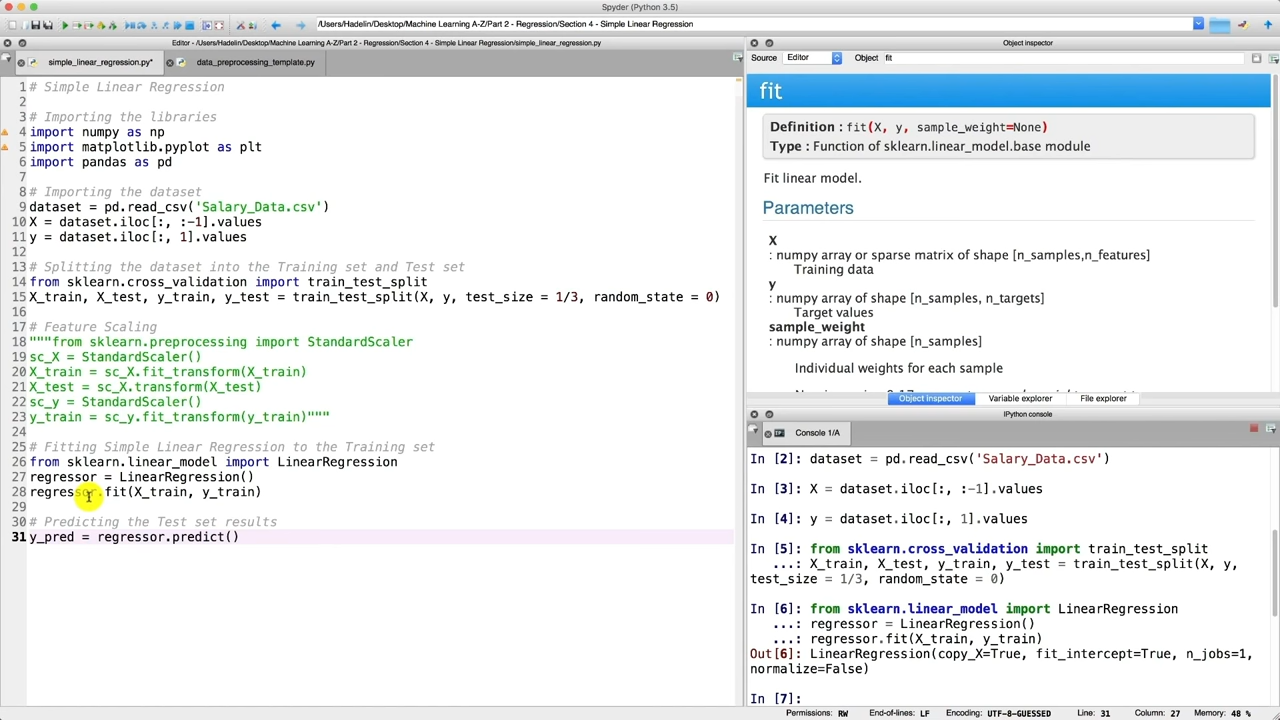 Spyder (Python 3.5)
/Users/Hadelin/Desktop/Machine Learning A-Z/Part 2 - Regression/Section 4 - Simple Linear Regression
Editor - /Users/Hadelin/Desktop/Machine Learning A-Z/Part 2 - Regression/Section 4 - Simple Linear Regression/simple_linear_regression.py
simple_linear_regression.py*
data_preprocessing_template.py
1 # Simple Linear Regression
2
3 # Importing the libraries
4 import numpy as np
5 import matplotlib.pyplot as plt
6 import pandas as pd
7
8 # Importing the dataset
9 dataset = pd.read_csv('Salary_Data.csv')
10 X = dataset.iloc[:, :-1].values
11 y = dataset.iloc[:, 1].values
12
13 # Splitting the dataset into the Training set and Test set
14 from sklearn.cross_validation import train_test_split
15 X_train, X_test, y_train, y_test = train_test_split(X, y, test_size = 1/3, random_state = 0)
16
17 # Feature Scaling
18 """from sklearn.preprocessing import StandardScaler
19 sc_X = StandardScaler()
20 X_train = sc_X.fit_transform(X_train)
21 X_test = sc_X.transform(X_test)
22 sc_y = StandardScaler()
23 y_train = sc_y.fit_transform(y_train)"""
24
25 # Fitting Simple Linear Regression to the Training set
26 from sklearn.linear_model import LinearRegression
27 regressor = LinearRegression()
28 regressor.fit(X_train, y_train)
29
30 # Predicting the Test set results
31 y_pred = regressor.predict()
Object inspector
Source Editor Object fit
fit
Definition : fit(X, y, sample_weight=None)
Type : Function of sklearn.linear_model.base module
Fit linear model.
Parameters
X
: numpy array or sparse matrix of shape [n_samples,n_features]
Training data
y
: numpy array of shape [n_samples, n_targets]
Target values
sample_weight
: numpy array of shape [n_samples]
Individual weights for each sample
Object inspector Variable explorer File explorer
IPython console
Console 1/A
In [2]: dataset = pd.read_csv('Salary_Data.csv')
In [3]: X = dataset.iloc[:, :-1].values
In [4]: y = dataset.iloc[:, 1].values
In [5]: from sklearn.cross_validation import train_test_split
...: X_train, X_test, y_train, y_test = train_test_split(X, y,
test_size = 1/3, random_state = 0)
In [6]: from sklearn.linear_model import LinearRegression
...: regressor = LinearRegression()
...: regressor.fit(X_train, y_train)
Out[6]: LinearRegression(copy_X=True, fit_intercept=True, n_jobs=1,
normalize=False)
In [7]:
Permissions: RW End-of-lines: LF Encoding: UTF-8-GUESSED Line: 31 Column: 27 Memory: 48 %